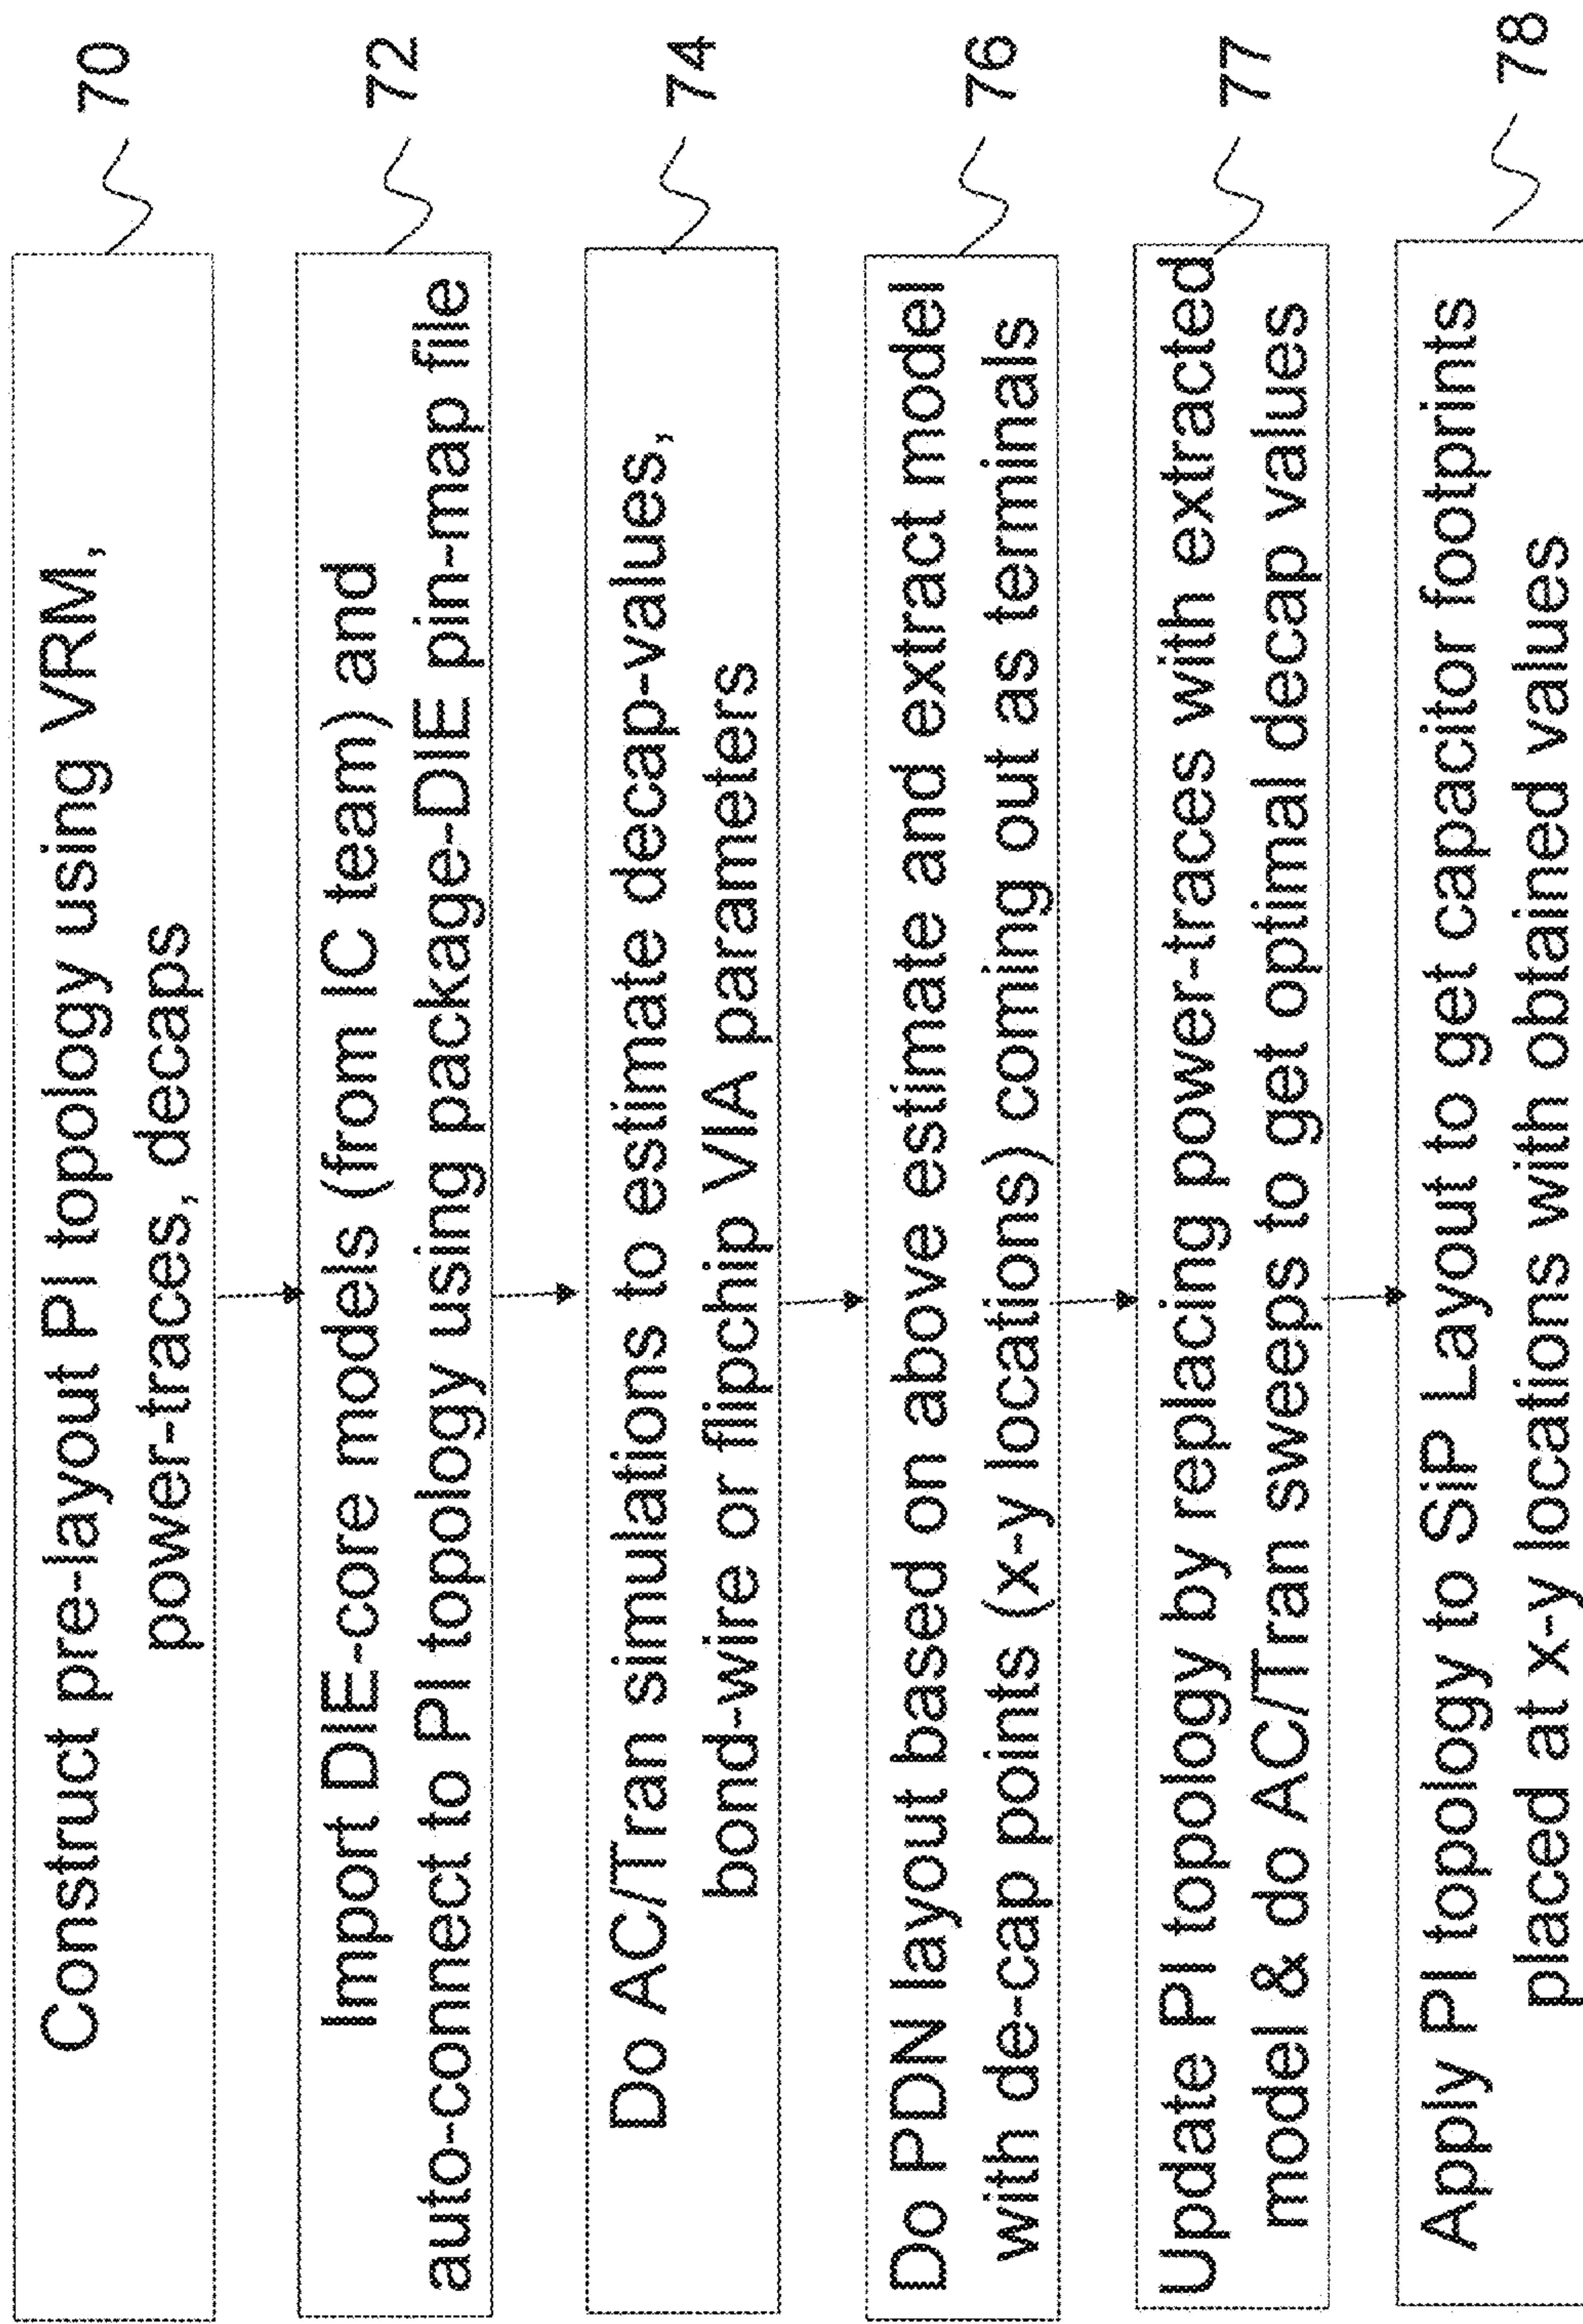 Construct pre-layout PI topology using VRM,
power-traces, decaps
70
Import DIE-core models (from IC team) and
auto-connect to PI topology using package-DIE pin-map file
72
Do AC/Tran simulations to estimate decap-values,
bond-wire or flipchip VIA parameters
74
Do PDN layout based on above estimate and extract model
with de-cap points (x-y locations) coming out as terminals
76
Update PI topology by replacing power-traces with extracted
model & do AC/Tran sweeps to get optimal decap values
77
Apply PI topology to SiP Layout to get capacitor footprints
placed at x-y locations with obtained values
78